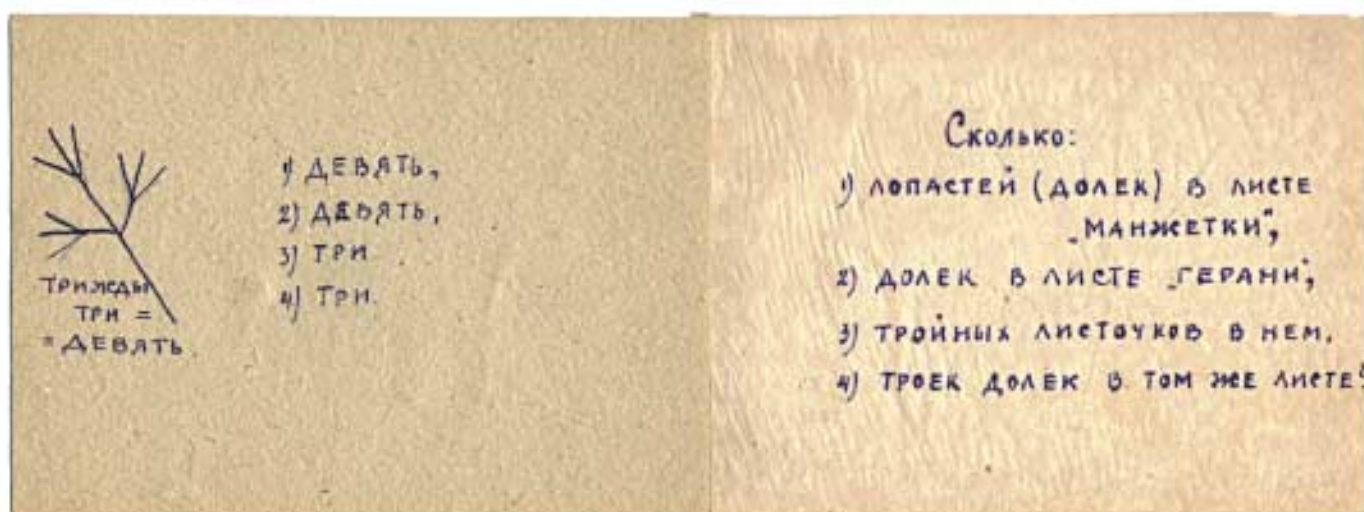 1) ДЕВЯТЬ,
2) ДЕВЯТЬ,
3) ТРИ
4) ТРИ.
ТРИЖДЫ
ТРИ =
= ДЕВЯТЬ.
Сколько:
1) ЛОПАСТЕЙ (ДОЛЕК) В ЛИСТЕ
„МАНЖЕТКИ",
2) ДОЛЕК В ЛИСТЕ „ГЕРАНИ",
3) ТРОЙНЫХ ЛИСТОЧКОВ В НЕМ,
4) ТРОЕК ДОЛЕК В ТОМ ЖЕ ЛИСТЕ?